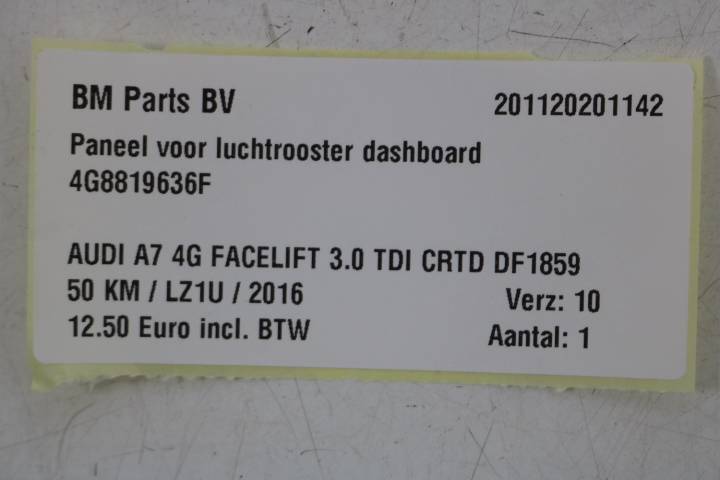 BM Parts BV 201120201142
Paneel voor luchtrooster dashboard
4G8819636F
AUDI A7 4G FACELIFT 3.0 TDI CRTD DF1859
50 KM / LZ1U / 2016 Verz: 10
12.50 Euro incl. BTW Aantal: 1